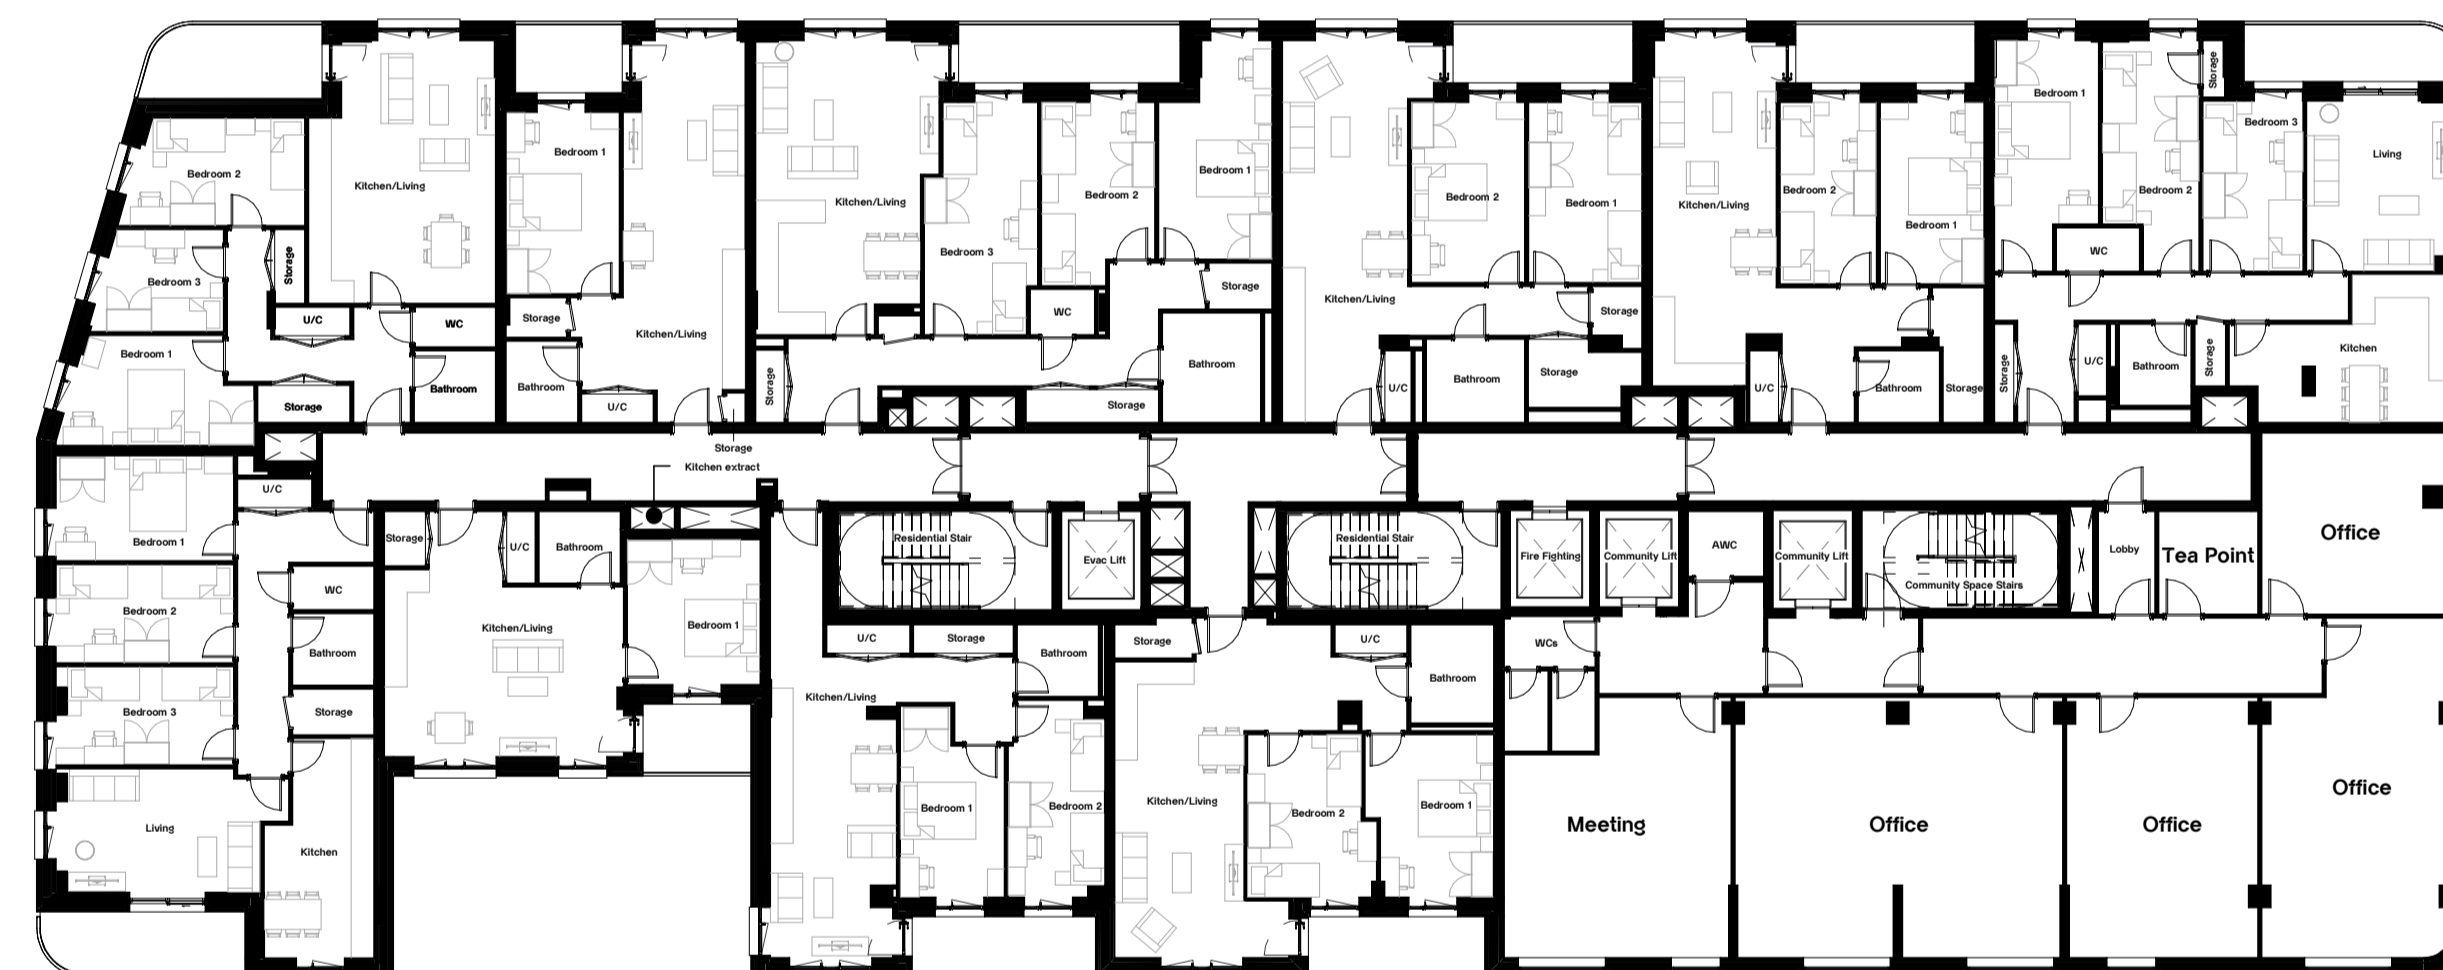 Storage
Bedroom 1
Bedroom 3
Bedroom 1
Living
Bedroom 2
Bedroom 1
Bedroom 2
Kitchen/Living
Bedroom 2
Bedroom 1
Bedroom 2
Bedroom 2
Bedroom 1
Kitchen/Living
Kitchen/Living
Bedroom 1
Bedroom 1
WC
Bedroom 3
Storage
Bedroom 3
Storage
Kitchen/Living
WC
Storage
U/C
Storage
WC
Kitchen/Living
Bedroom 1
Bathroom
Kitchen
Storage
Storage
U/C
Bathroom
Storage
Bathroom
Storage
Bathroom
Bathroom
U/C
Bathroom
Storage
U/C
Bathroom
Storage
Storage
U/C
Storage
Storage
Kitchen extract
U/C
Office
Bedroom 1
Storage
U/C
Bathroom
Residential Stair
Residential Stair
AWC
Lobby
Tea Point
Evac Lift
Fire Fighting
Community Lift
Community Lift
Community Space Stairs
WC
Bedroom 2
Kitchen/Living
Bedroom 1
U/C
Storage
Storage
U/C
WCs
Bathroom
Bathroom
Bathroom
Kitchen/Living
Bedroom 3
Storage
Office
Kitchen/Living
Bedroom 1
Bedroom 2
Bedroom 2
Bedroom 1
Living
Meeting
Office
Office
Kitchen